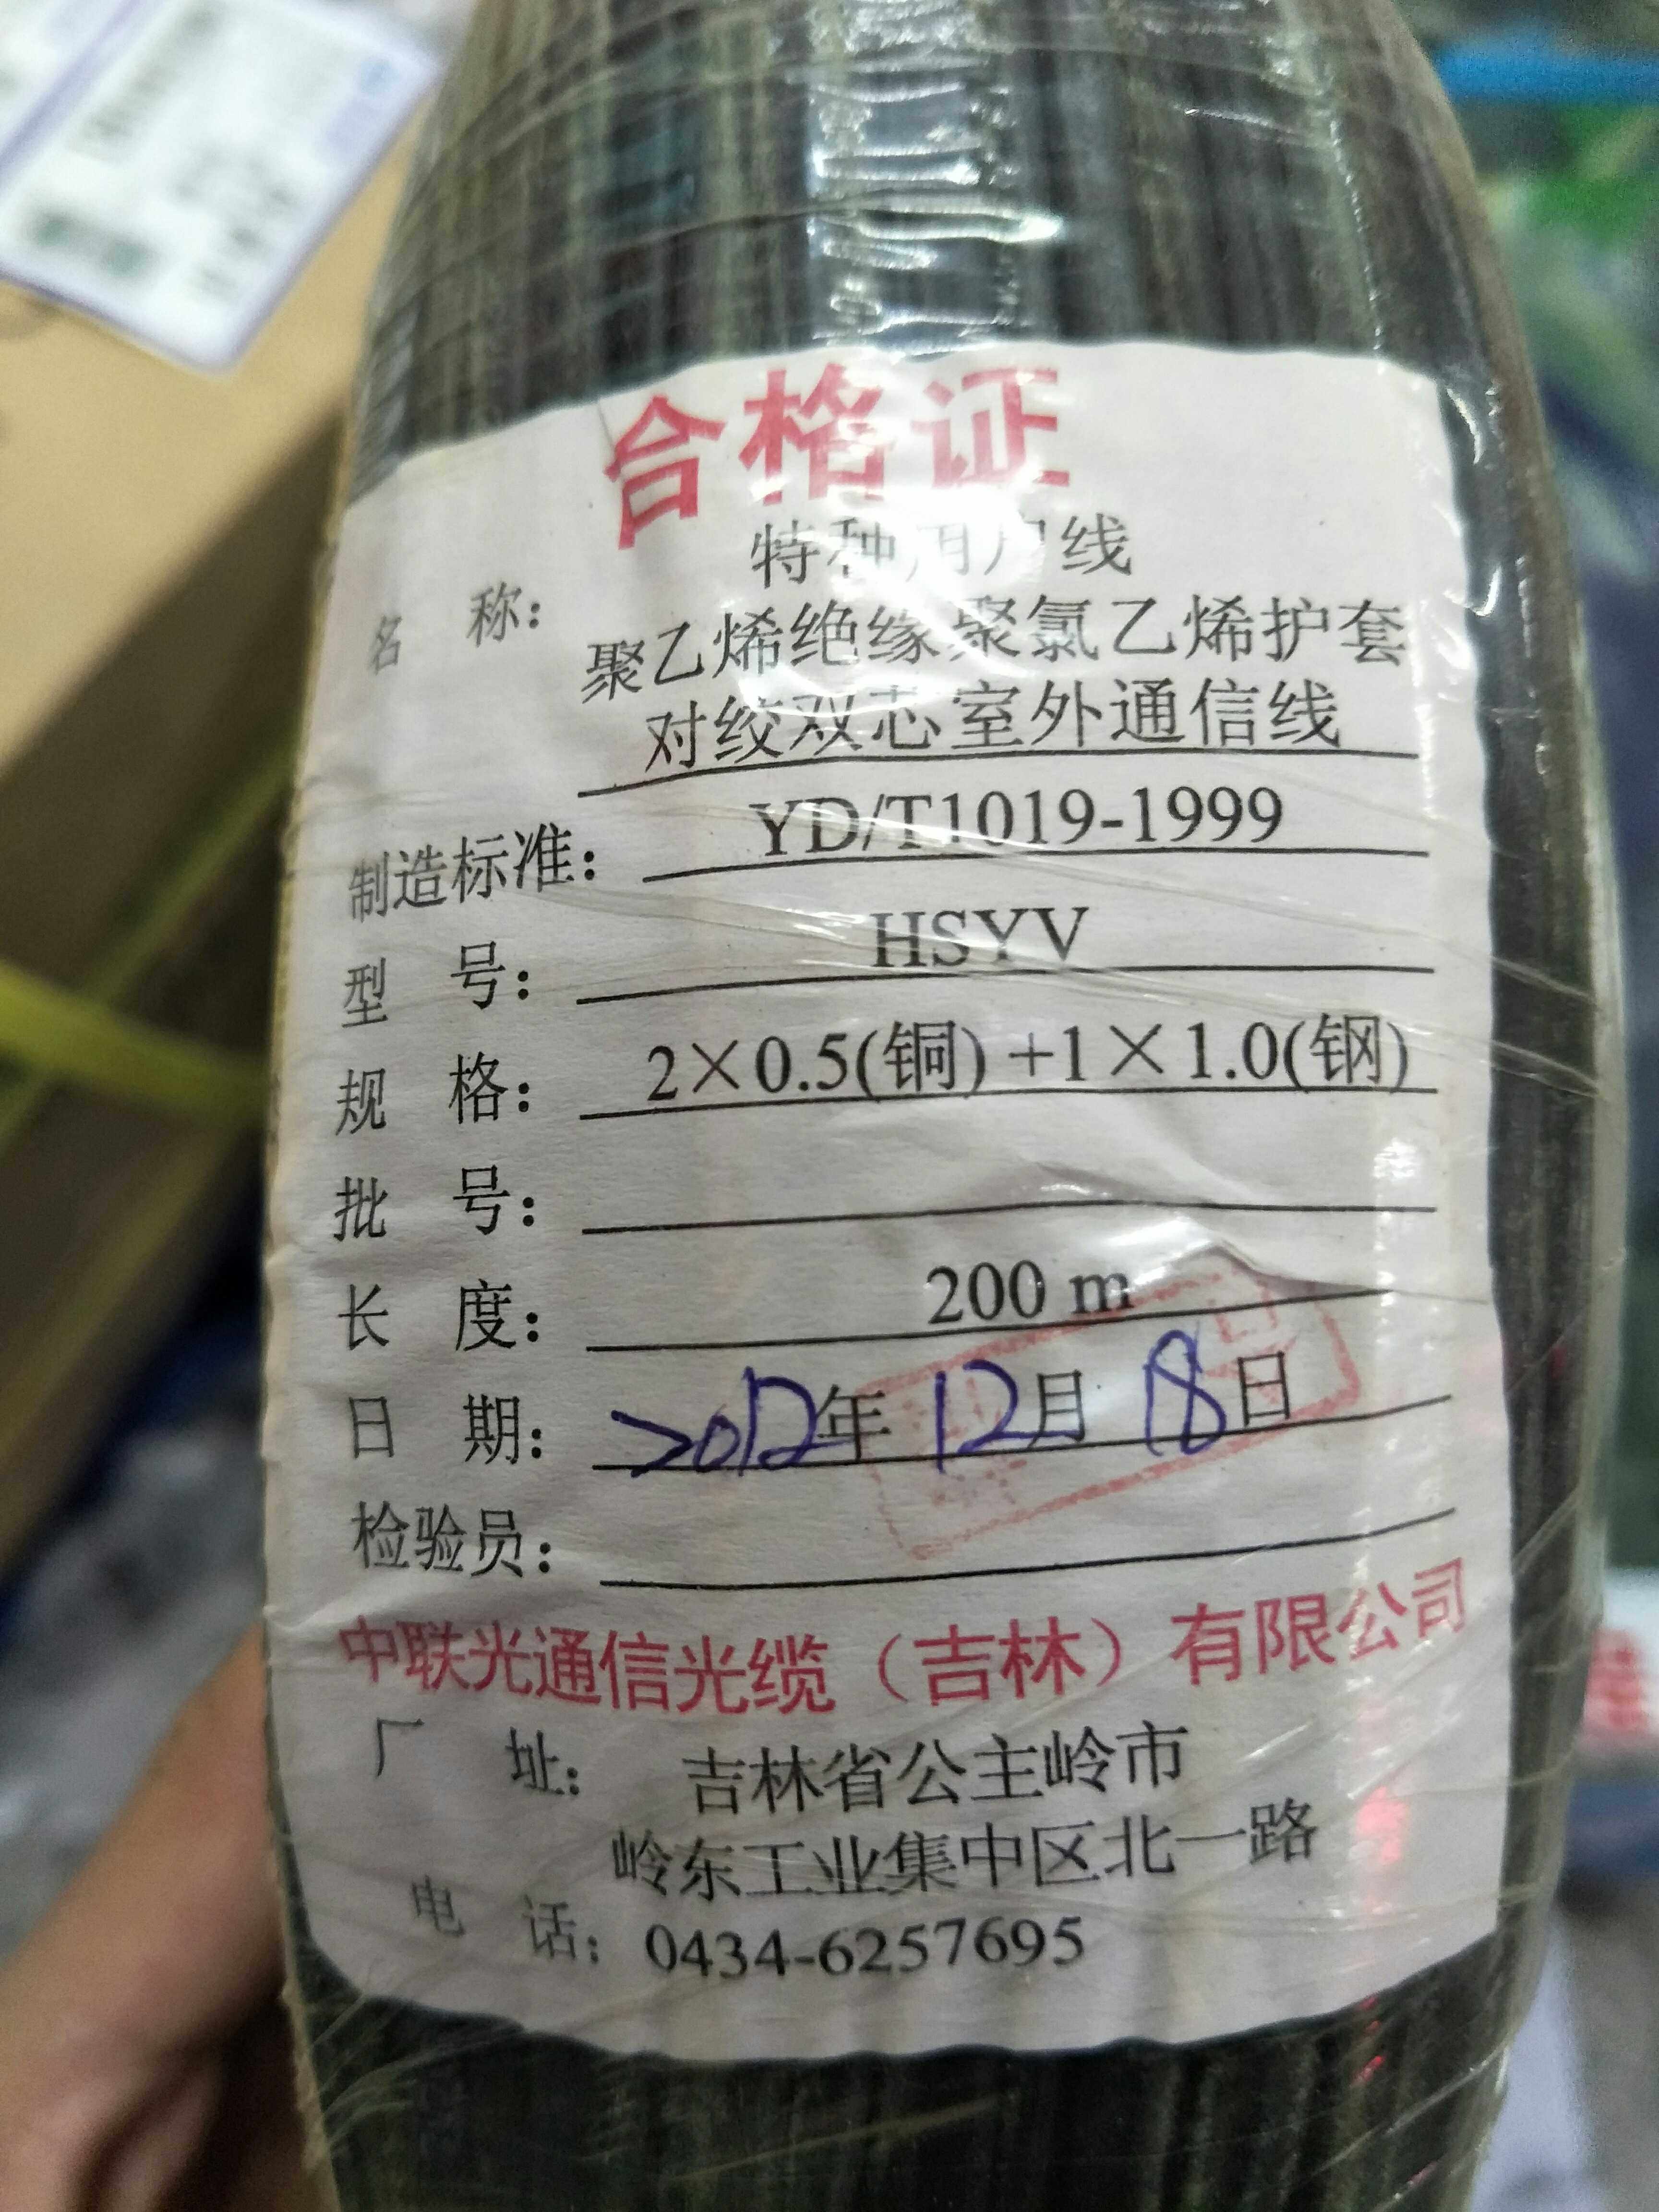 合格证
特种用户线
名 称：
聚乙烯绝缘聚氯乙烯护套
对绞双芯室外通信线
制造标准： YD/T1019-1999
型 号： HSYV
规 格： 2×0.5(铜)+1×1.0(钢)
批 号：
长 度： 200 m
日 期： 2012年 12月 18日
检验员：
中联光通信光缆（吉林）有限公司
厂 址： 吉林省公主岭市
岭东工业集中区北一路
电 话： 0434-6257695